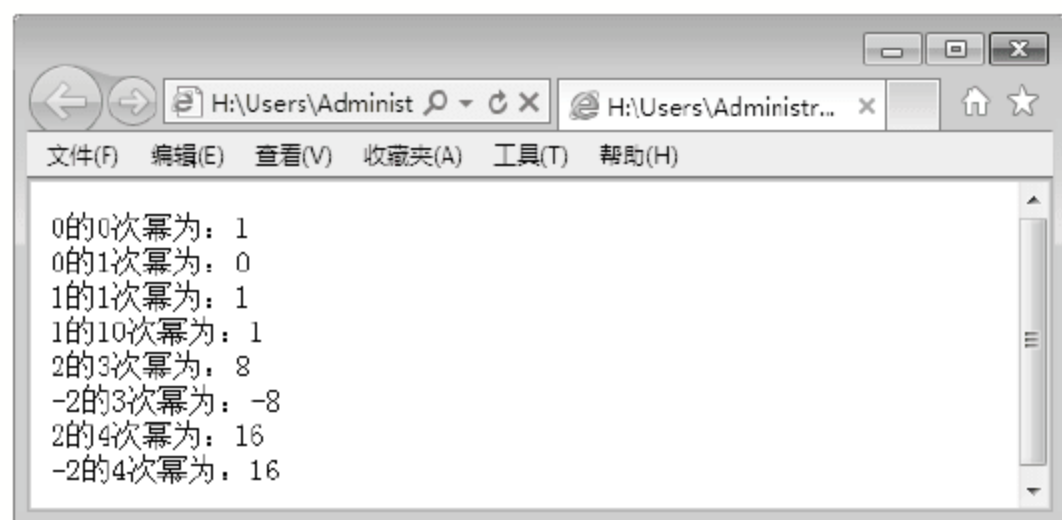 H:\Users\Administ
H:\Users\Administr...
文件(F) 编辑(E) 查看(V) 收藏夹(A) 工具(T) 帮助(H)
0的0次幂为：1
0的1次幂为：0
1的1次幂为：1
1的10次幂为：1
2的3次幂为：8
-2的3次幂为：-8
2的4次幂为：16
-2的4次幂为：16